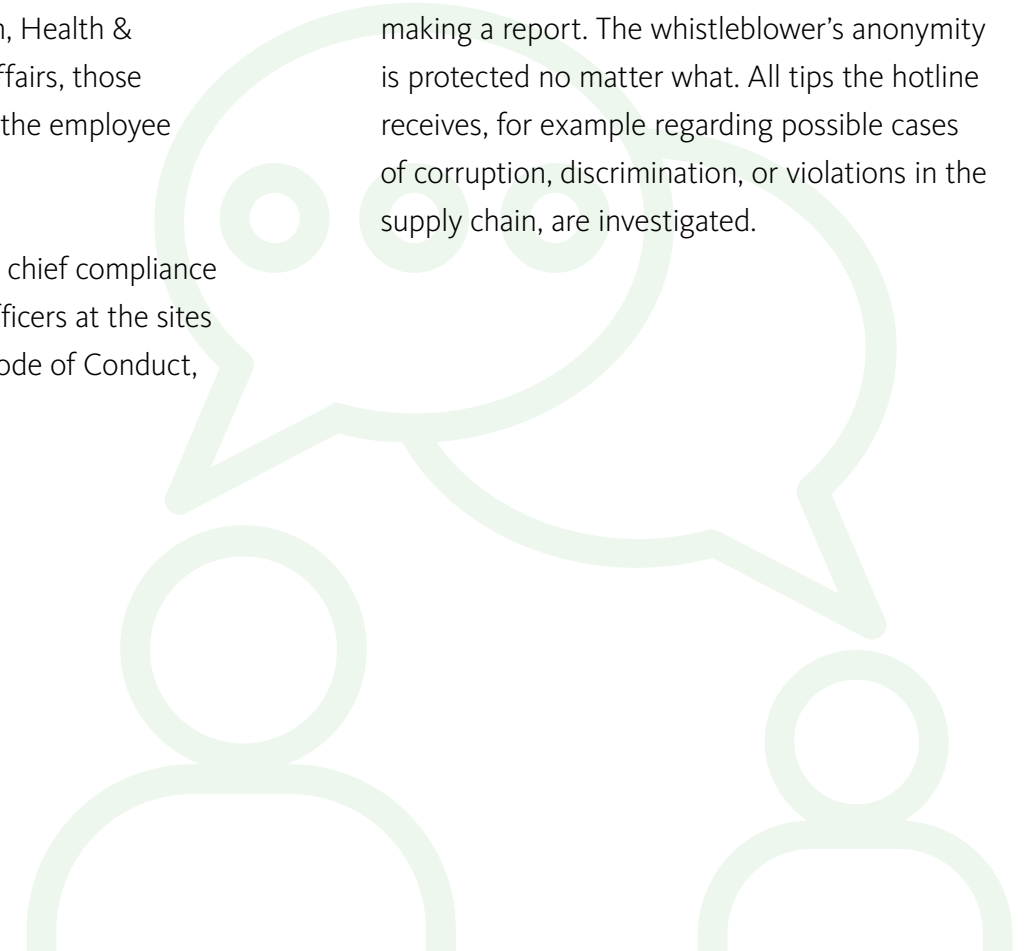 , Health &
ffairs, those
the employee
chief compliance
fficers at the sites
ode of Conduct,
making a report. The whistleblower’s anonymity
is protected no matter what. All tips the hotline
receives, for example regarding possible cases
of corruption, discrimination, or violations in the
supply chain, are investigated.